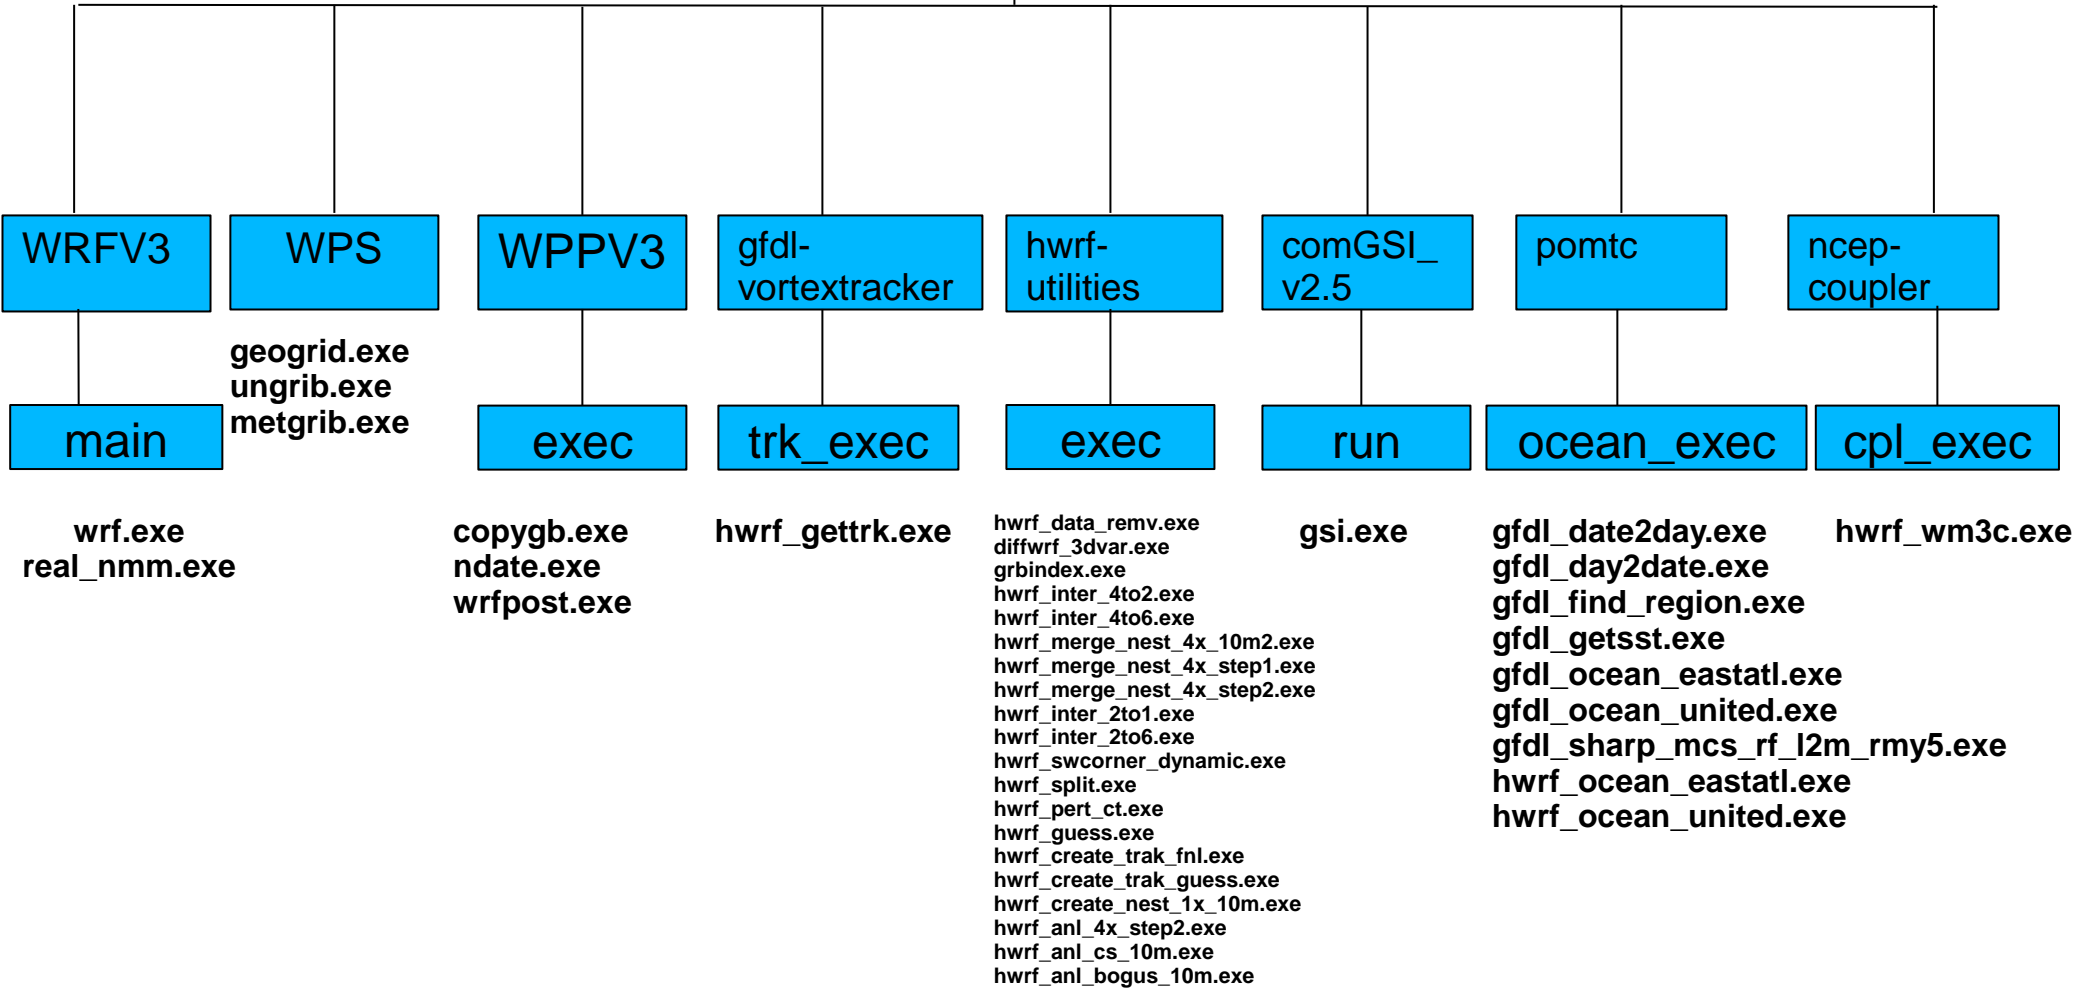 WRFV3
WPS
WPPV3
gfdl-
vortextracker
hwrf-
utilities
comGSI_
v2.5
pomtc
ncep-
coupler
geogrid.exe
ungrib.exe
metgrib.exe
main
exec
trk_exec
exec
run
ocean_exec
cpl_exec
wrf.exe
real_nmm.exe
copygb.exe
ndate.exe
wrfpost.exe
hwrf_gettrk.exe
hwrf_data_remv.exe
diffwrf_3dvar.exe
grbindex.exe
hwrf_inter_4to2.exe
hwrf_inter_4to6.exe
hwrf_merge_nest_4x_10m2.exe
hwrf_merge_nest_4x_step1.exe
hwrf_merge_nest_4x_step2.exe
hwrf_inter_2to1.exe
hwrf_inter_2to6.exe
hwrf_swcorner_dynamic.exe
hwrf_split.exe
hwrf_pert_ct.exe
hwrf_guess.exe
hwrf_create_trak_fnl.exe
hwrf_create_trak_guess.exe
hwrf_create_nest_1x_10m.exe
hwrf_anl_4x_step2.exe
hwrf_anl_cs_10m.exe
hwrf_anl_bogus_10m.exe
gsi.exe
gfdl_date2day.exe
gfdl_day2date.exe
gfdl_find_region.exe
gfdl_getsst.exe
gfdl_ocean_eastatl.exe
gfdl_ocean_united.exe
gfdl_sharp_mcs_rf_l2m_rmy5.exe
hwrf_ocean_eastatl.exe
hwrf_ocean_united.exe
hwrf_wm3c.exe